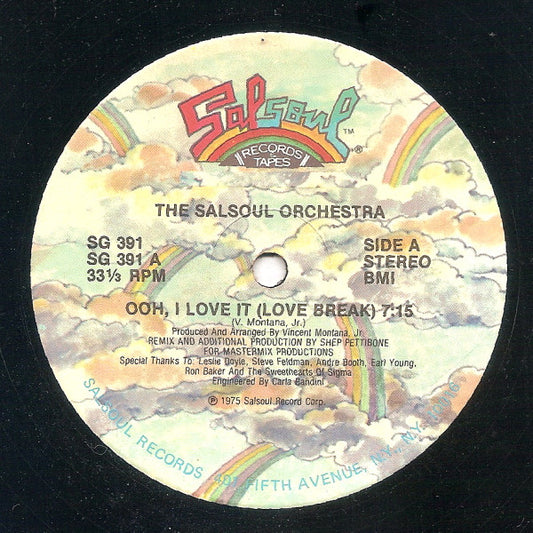 Salsoul
TM
®
RECORDS
TAPES
THE SALSOUL ORCHESTRA
SG 391
SG 391 A
33⅓ RPM
SIDE A
STEREO
BMI
OOH, I LOVE IT (LOVE BREAK) 7:15
(V. Montana, Jr.)
Produced And Arranged By Vincent Montana, Jr.
REMIX AND ADDITIONAL PRODUCTION BY SHEP PETTIBONE
FOR MASTERMIX PRODUCTIONS
Special Thanks To: Leslie Doyle, Steve Feldman, Andre Booth, Earl Young,
Ron Baker And The Sweethearts Of Sigma
Engineered By Carla Bandini
℗ 1975 Salsoul Record Corp.
SALSOUL RECORDS 401 FIFTH AVENUE, N.Y., N.Y.